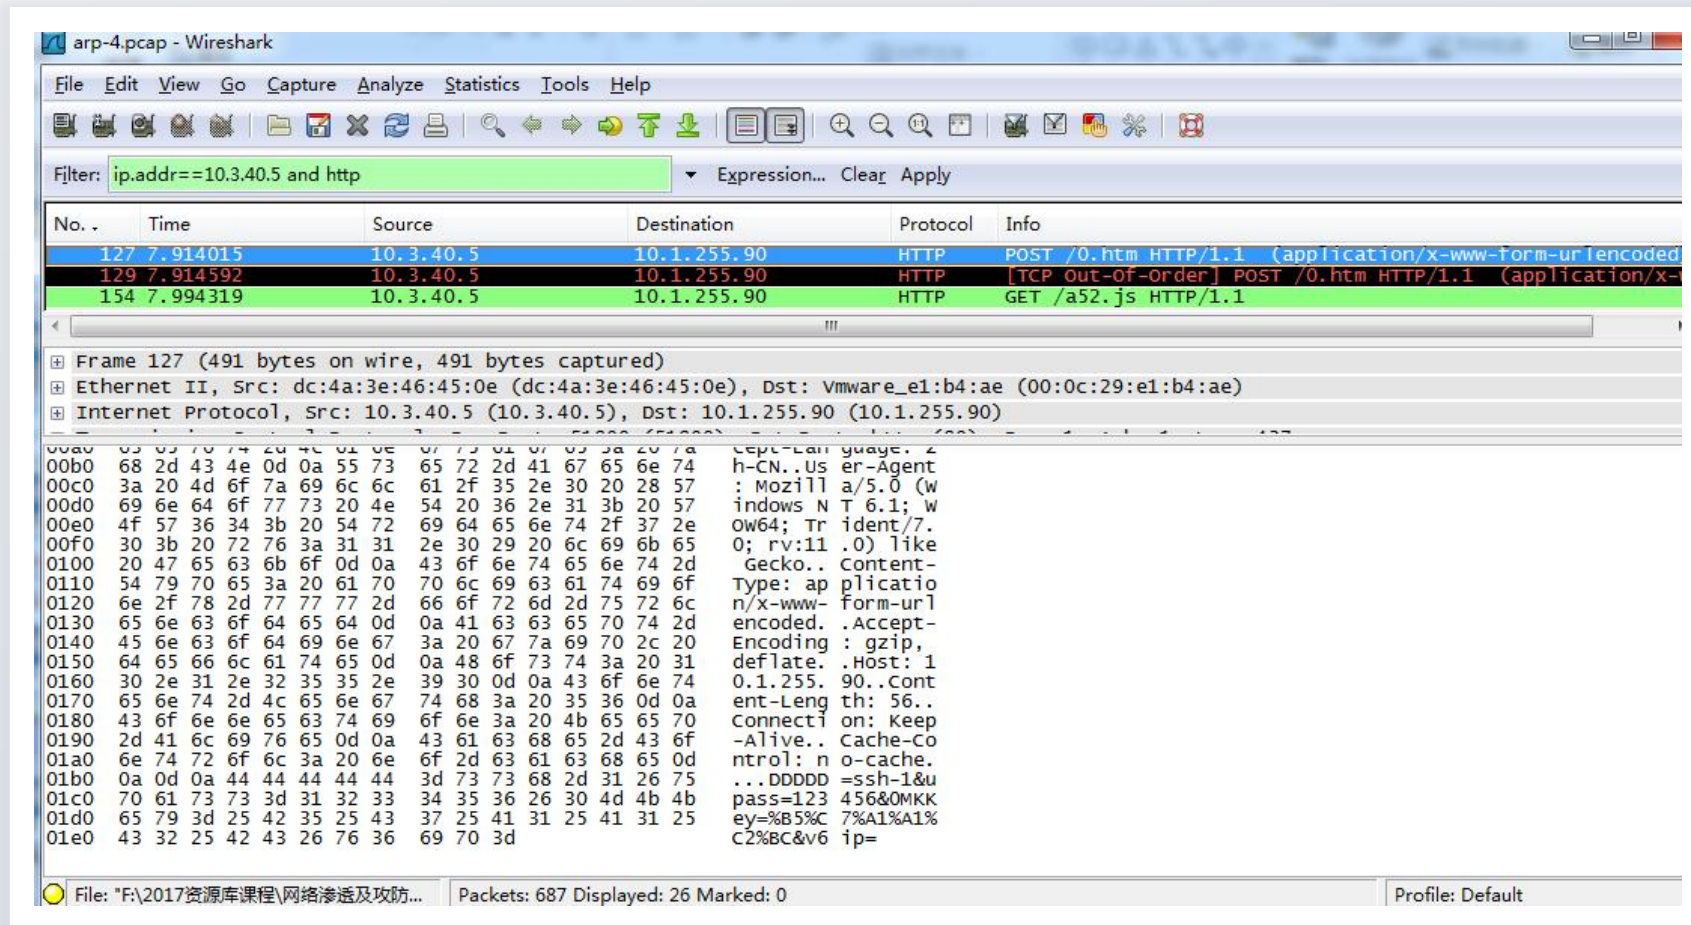 arp-4.pcap - Wireshark
File Edit View Go Capture Analyze Statistics Tools Help
Filter: ip.addr==10.3.40.5 and http Expression... Clear Apply
No. . Time Source Destination Protocol Info
127 7.914015 10.3.40.5 10.1.255.90 HTTP POST /0.htm HTTP/1.1 (application/x-www-form-urlencoded)
129 7.914592 10.3.40.5 10.1.255.90 HTTP [TCP Out-Of-Order] POST /0.htm HTTP/1.1 (application/x-w
154 7.994319 10.3.40.5 10.1.255.90 HTTP GET /a52.js HTTP/1.1
Frame 127 (491 bytes on wire, 491 bytes captured)
Ethernet II, Src: dc:4a:3e:46:45:0e (dc:4a:3e:46:45:0e), Dst: Vmware_e1:b4:ae (00:0c:29:e1:b4:ae)
Internet Protocol, Src: 10.3.40.5 (10.3.40.5), Dst: 10.1.255.90 (10.1.255.90)
00b0 68 2d 43 4e 0d 0a 55 73 65 72 2d 41 67 65 6e 74 h-CN..Us er-Agent
00c0 3a 20 4d 6f 7a 69 6c 6c 61 2f 35 2e 30 20 28 57 : Mozill a/5.0 (W
00d0 69 6e 64 6f 77 73 20 4e 54 20 36 2e 31 3b 20 57 indows N T 6.1; W
00e0 4f 57 36 34 3b 20 54 72 69 64 65 6e 74 2f 37 2e OW64; Tr ident/7.
00f0 30 3b 20 72 76 3a 31 31 2e 30 29 20 6c 69 6b 65 0; rv:11 .0) like
0100 20 47 65 63 6b 6f 0d 0a 43 6f 6e 74 65 6e 74 2d Gecko.. Content-
0110 54 79 70 65 3a 20 61 70 70 6c 69 63 61 74 69 6f Type: ap plicatio
0120 6e 2f 78 2d 77 77 77 2d 66 6f 72 6d 2d 75 72 6c n/x-www- form-url
0130 65 6e 63 6f 64 65 64 0d 0a 41 63 63 65 70 74 2d encoded. .Accept-
0140 45 6e 63 6f 64 69 6e 67 3a 20 67 7a 69 70 2c 20 Encoding : gzip,
0150 64 65 66 6c 61 74 65 0d 0a 48 6f 73 74 3a 20 31 deflate. .Host: 1
0160 30 2e 31 2e 32 35 35 2e 39 30 0d 0a 43 6f 6e 74 0.1.255. 90..Cont
0170 65 6e 74 2d 4c 65 6e 67 74 68 3a 20 35 36 0d 0a ent-Leng th: 56..
0180 43 6f 6e 6e 65 63 74 69 6f 6e 3a 20 4b 65 65 70 Connecti on: Keep
0190 2d 41 6c 69 76 65 0d 0a 43 61 63 68 65 2d 43 6f -Alive.. Cache-Co
01a0 6e 74 72 6f 6c 3a 20 6e 6f 2d 63 61 63 68 65 0d ntrol: n o-cache.
01b0 0a 0d 0a 44 44 44 44 44 3d 73 73 68 2d 31 26 75 ...DDDDD =ssh-1&u
01c0 70 61 73 73 3d 31 32 33 34 35 36 26 30 4d 4b 4b pass=123 456&0MKK
01d0 65 79 3d 25 42 35 25 43 37 25 41 31 25 41 31 25 ey=%B5%C 7%A1%A1%
01e0 43 32 25 42 43 26 76 36 69 70 3d C2%BC&v6 ip=
File: "F:\2017资源库课程\网络渗透及攻防... Packets: 687 Displayed: 26 Marked: 0 Profile: Default